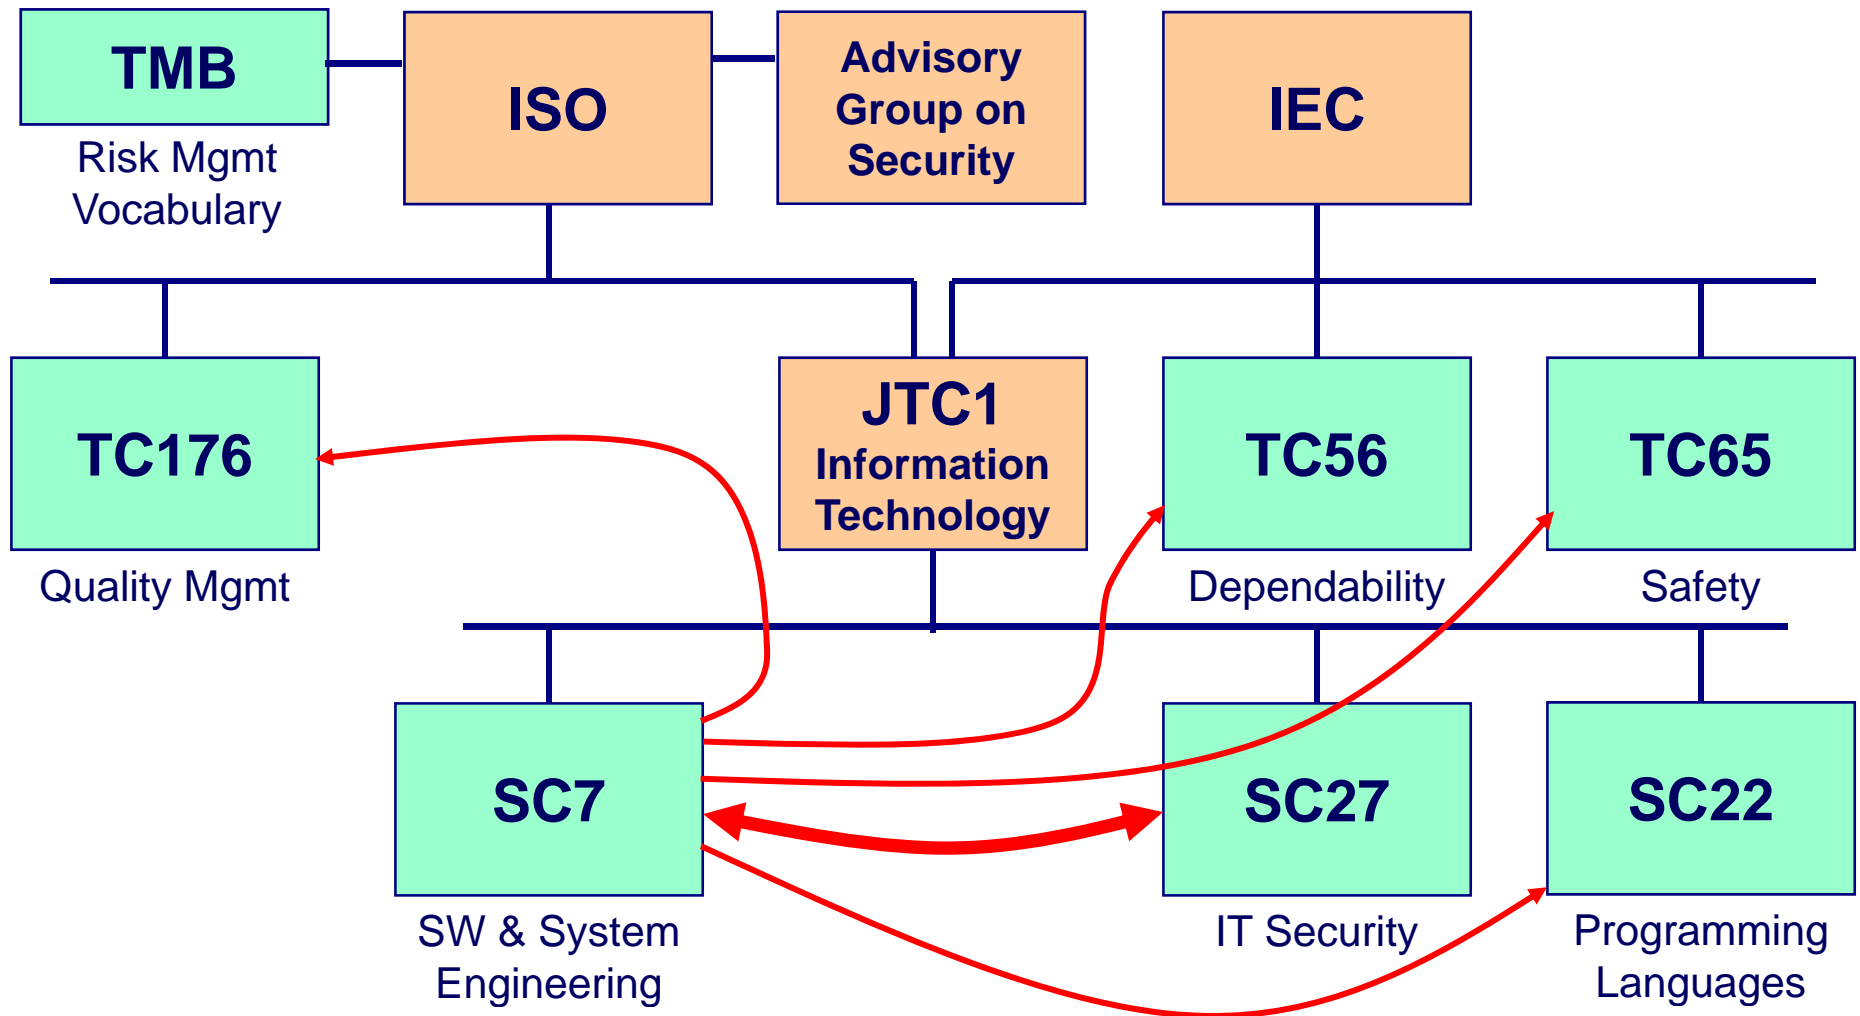 TMB
Risk Mgmt
Vocabulary
ISO
Advisory
Group on
Security
IEC
TC176
Quality Mgmt
JTC1
Information
Technology
TC56
Dependability
TC65
Safety
SC7
SW & System
Engineering
SC27
IT Security
SC22
Programming
Languages